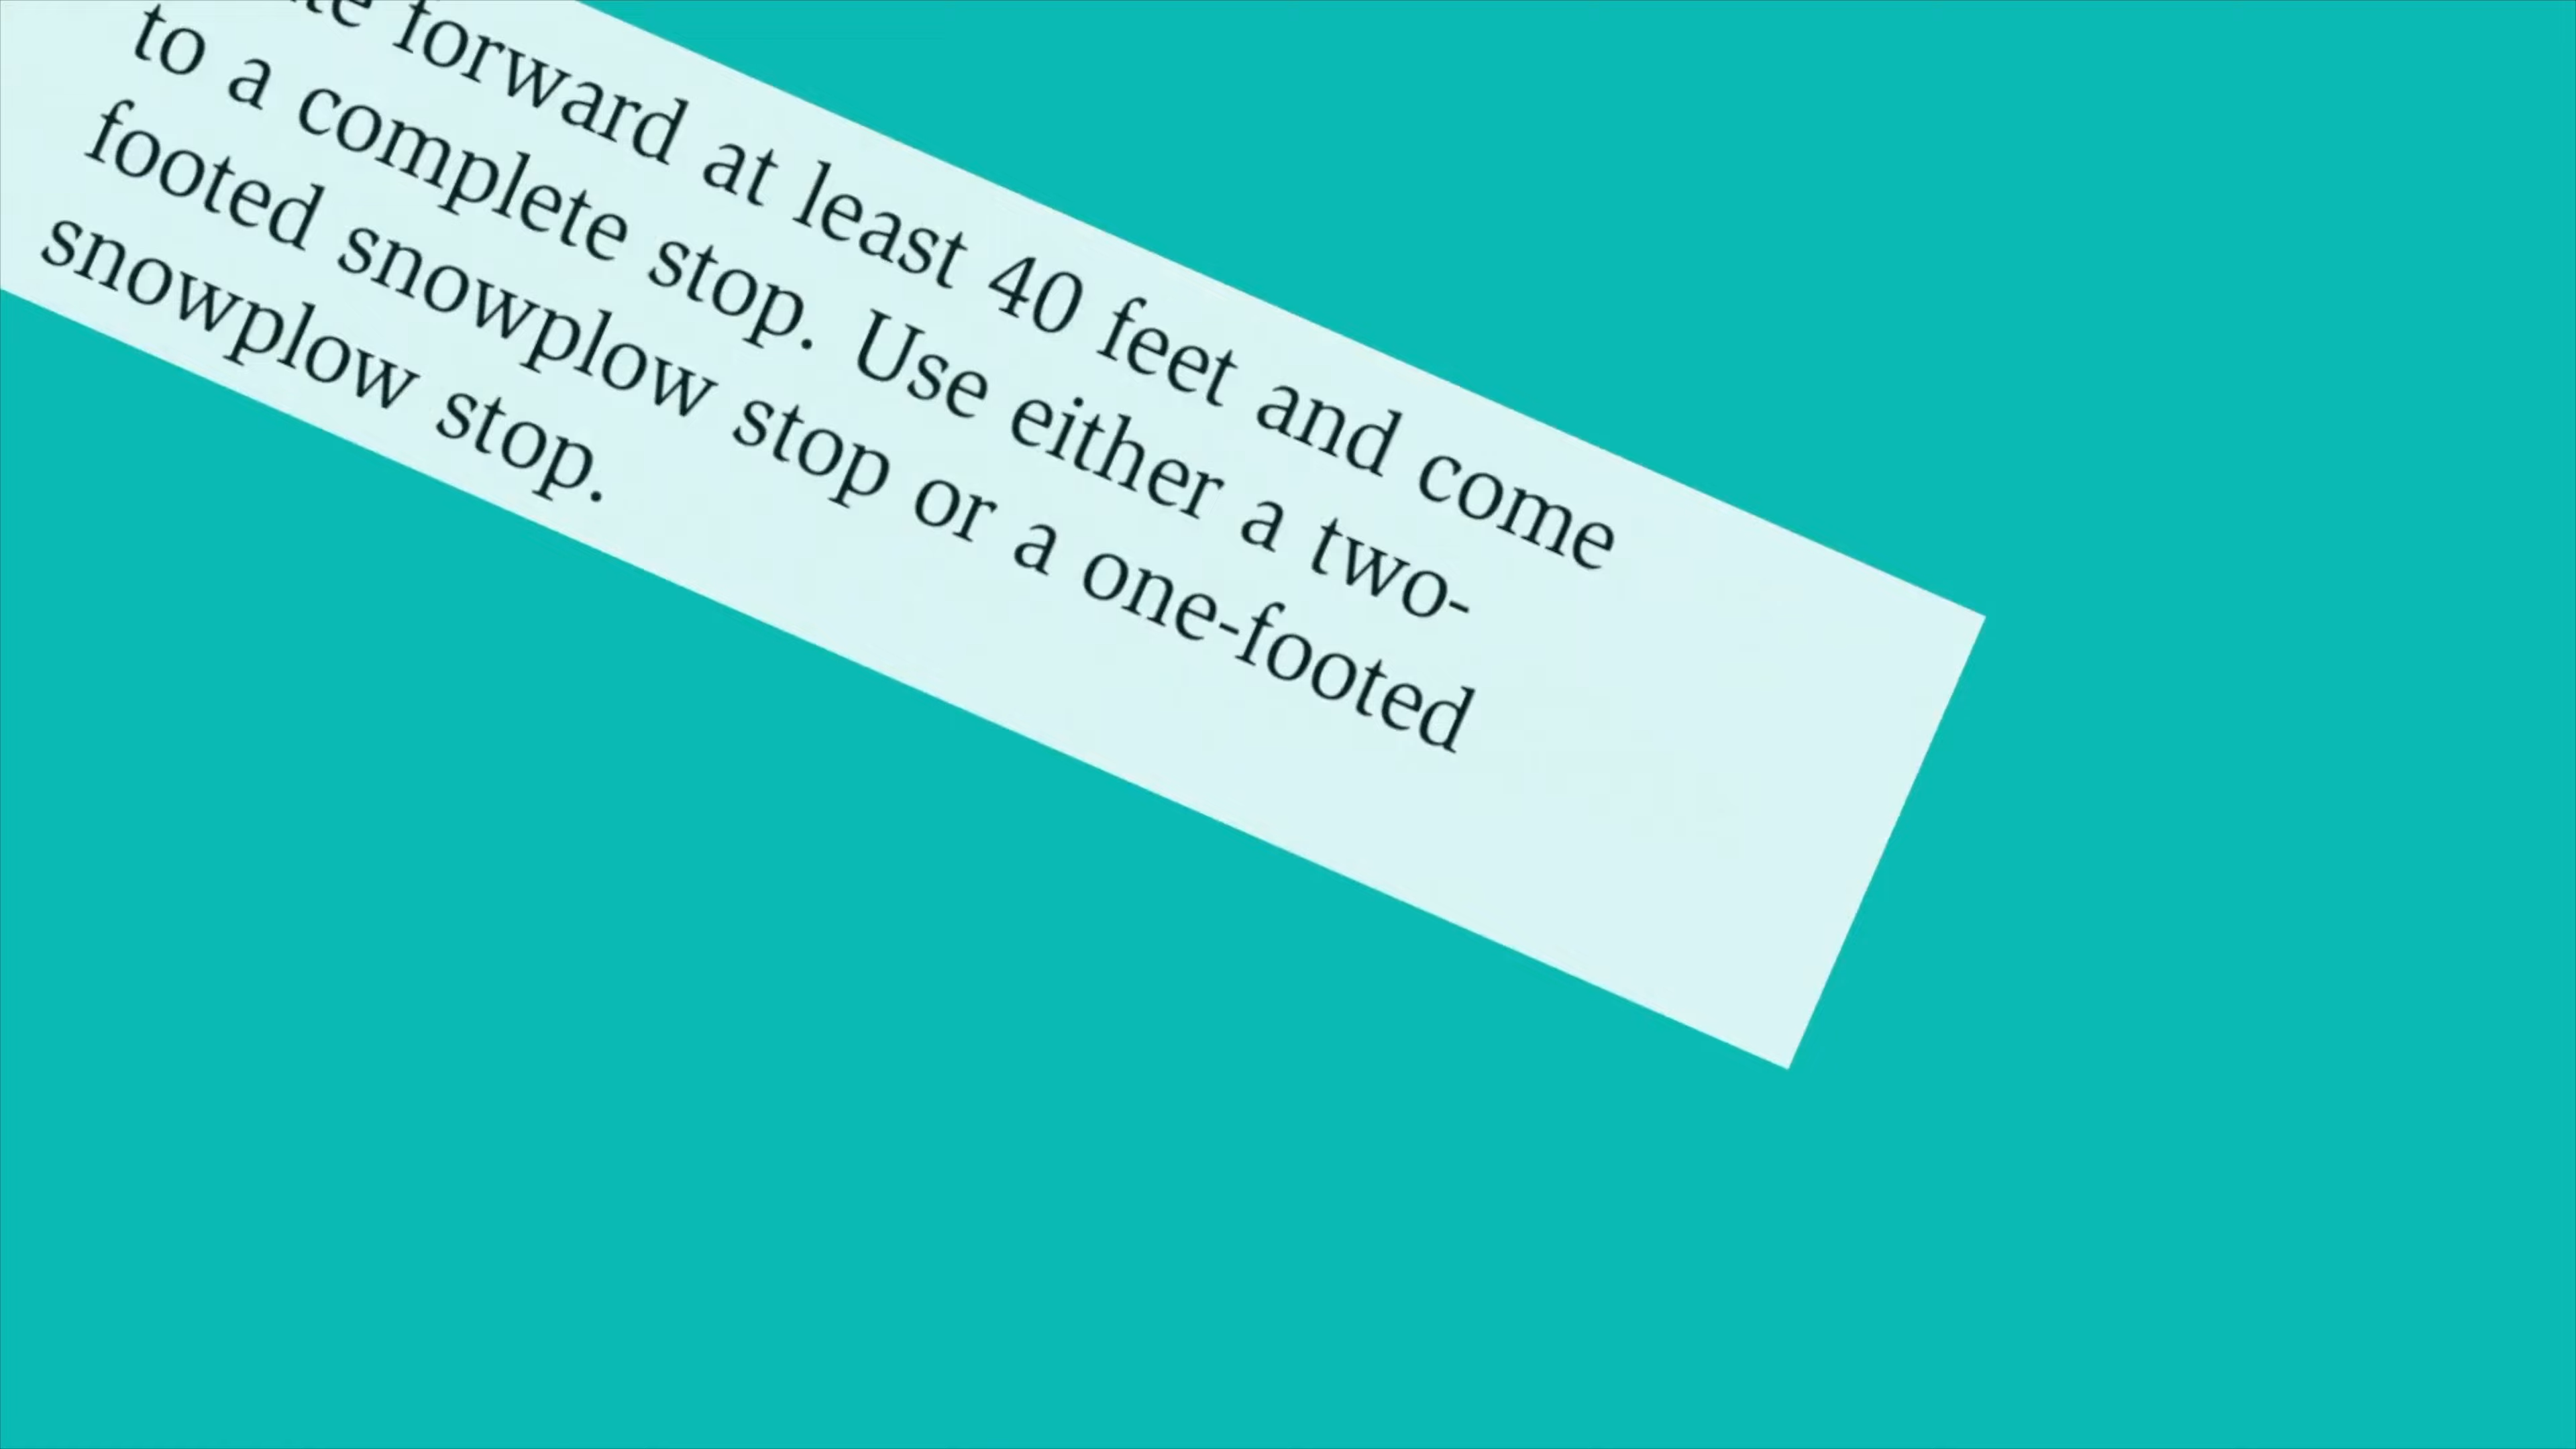 forward at least 40 feet and come
to a complete stop. Use either a two-
footed snowplow stop or a one-footed
snowplow stop.